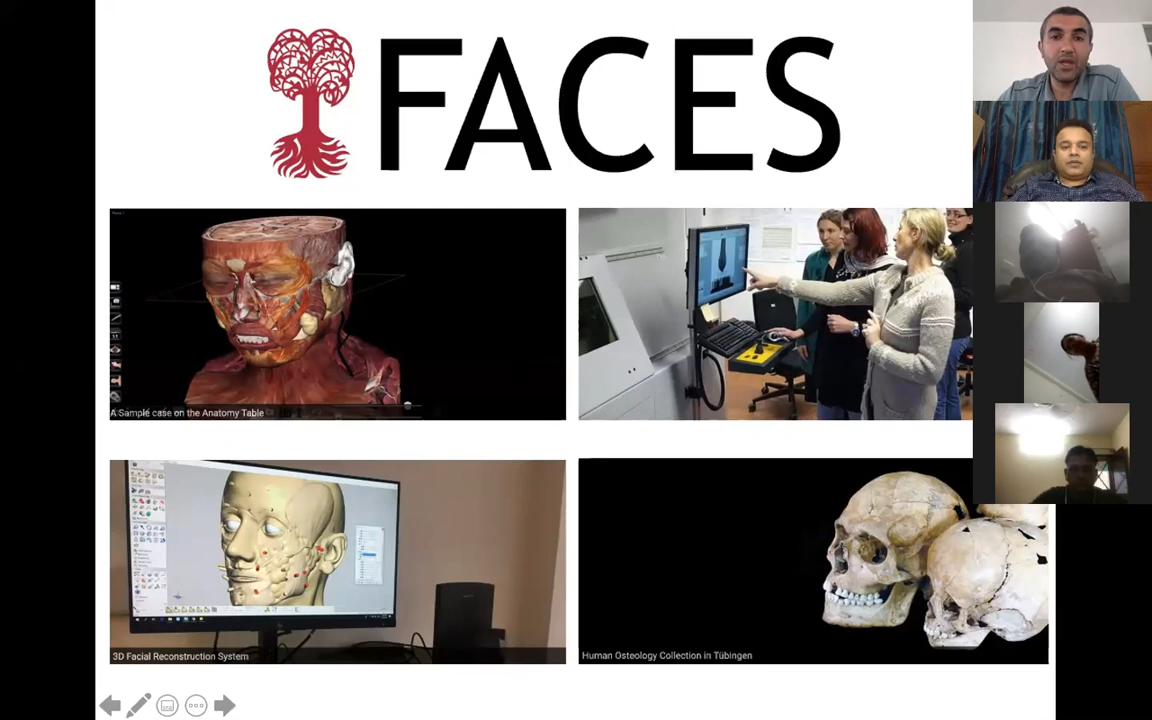 FACES
A Sample case on the Anatomy Table
3D Facial Reconstruction System
Human Osteology Collection in Tübingen